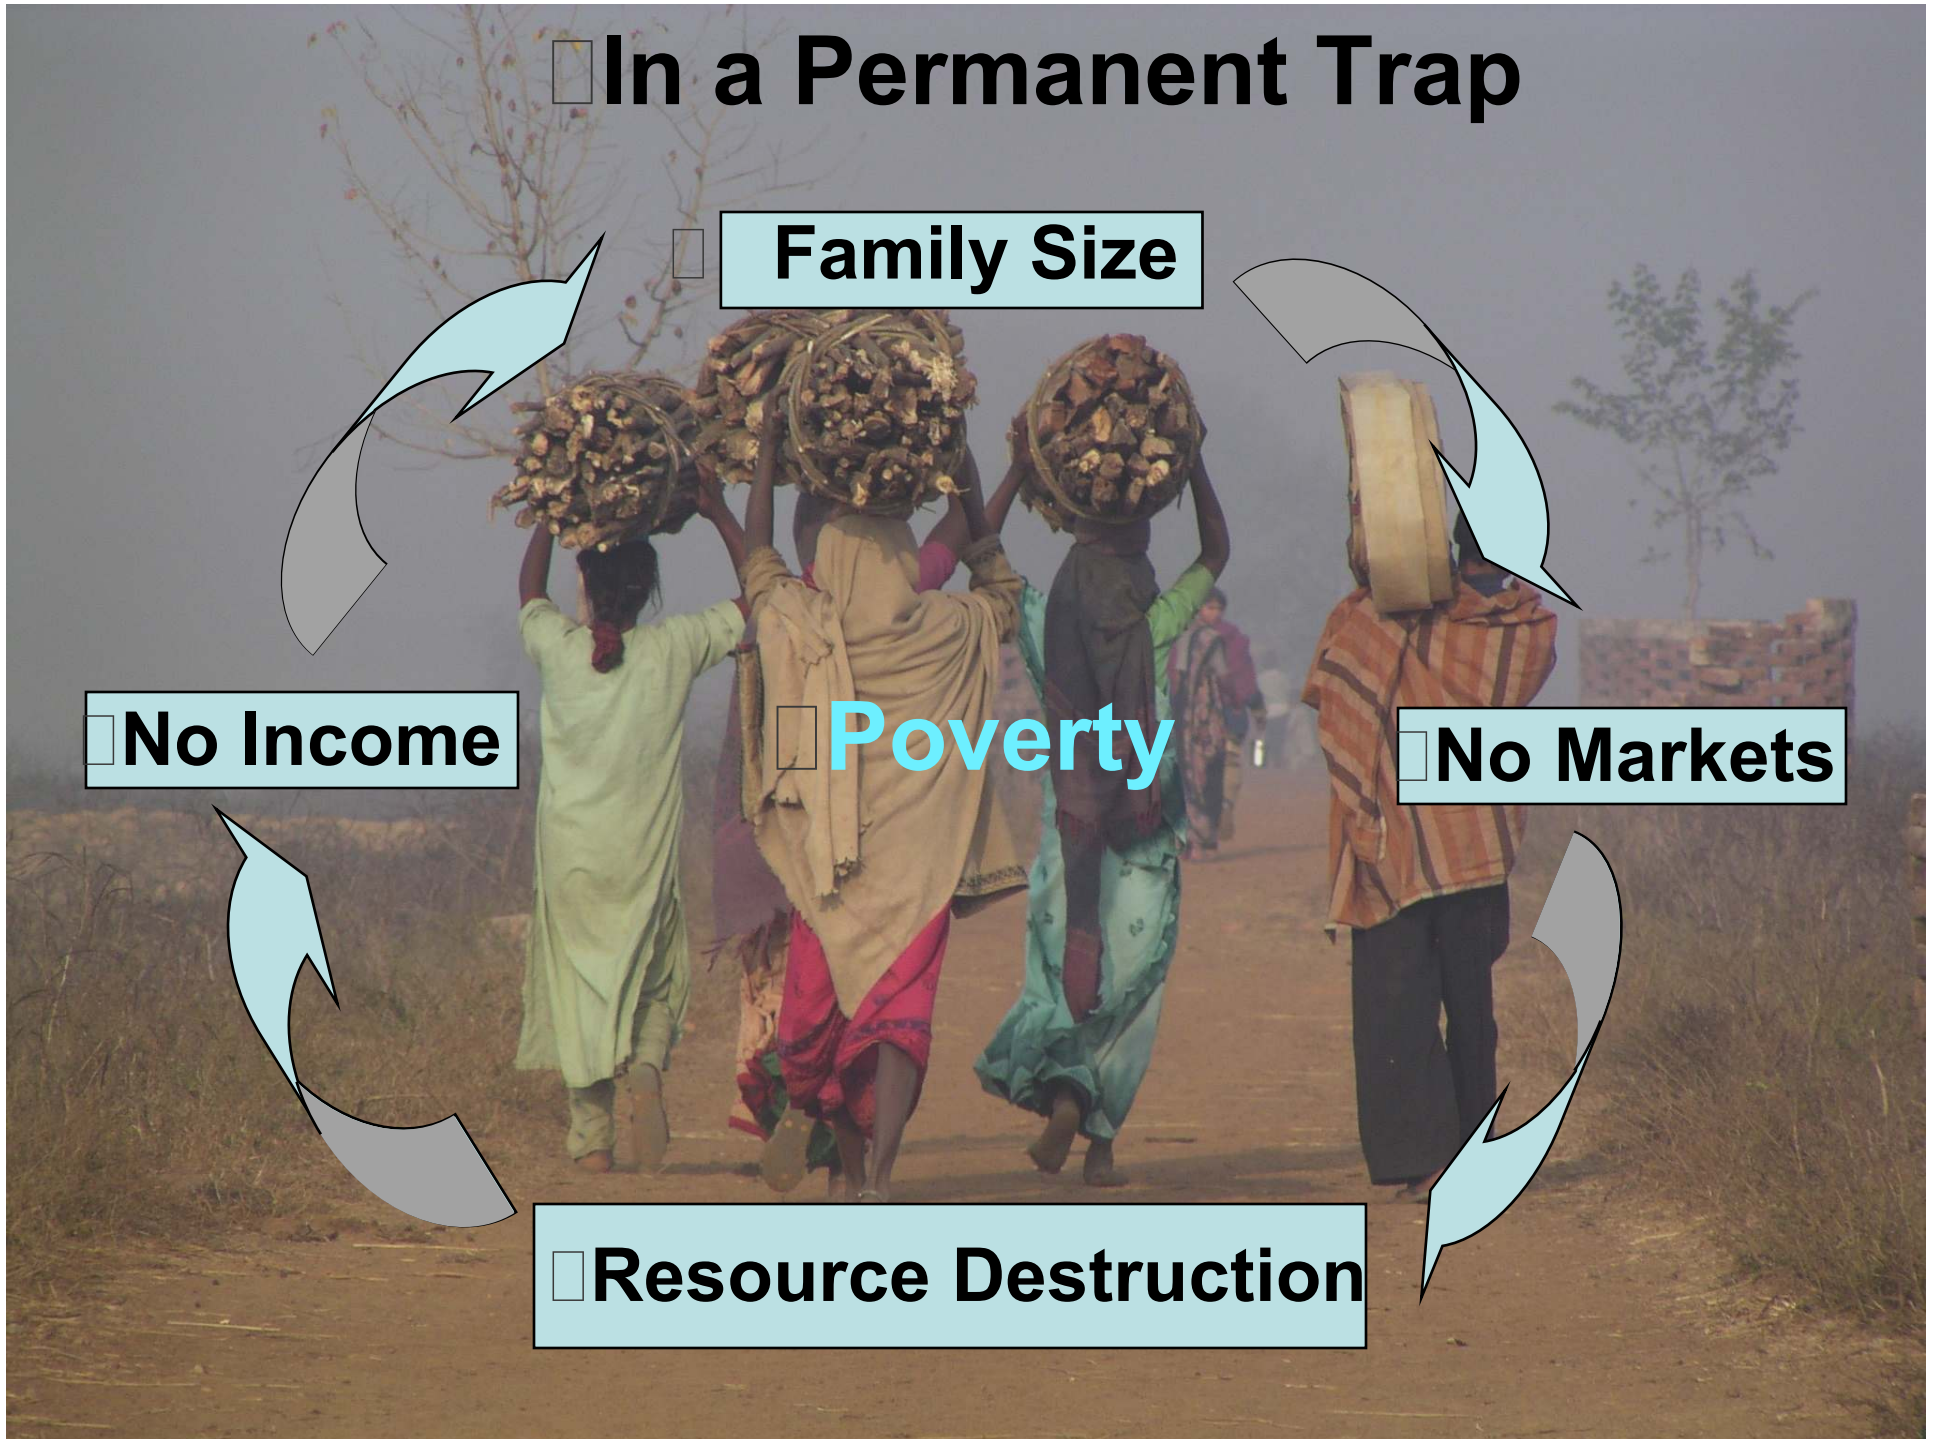 In a Permanent Trap
Family Size
No Income
Poverty
No Markets
Resource Destruction